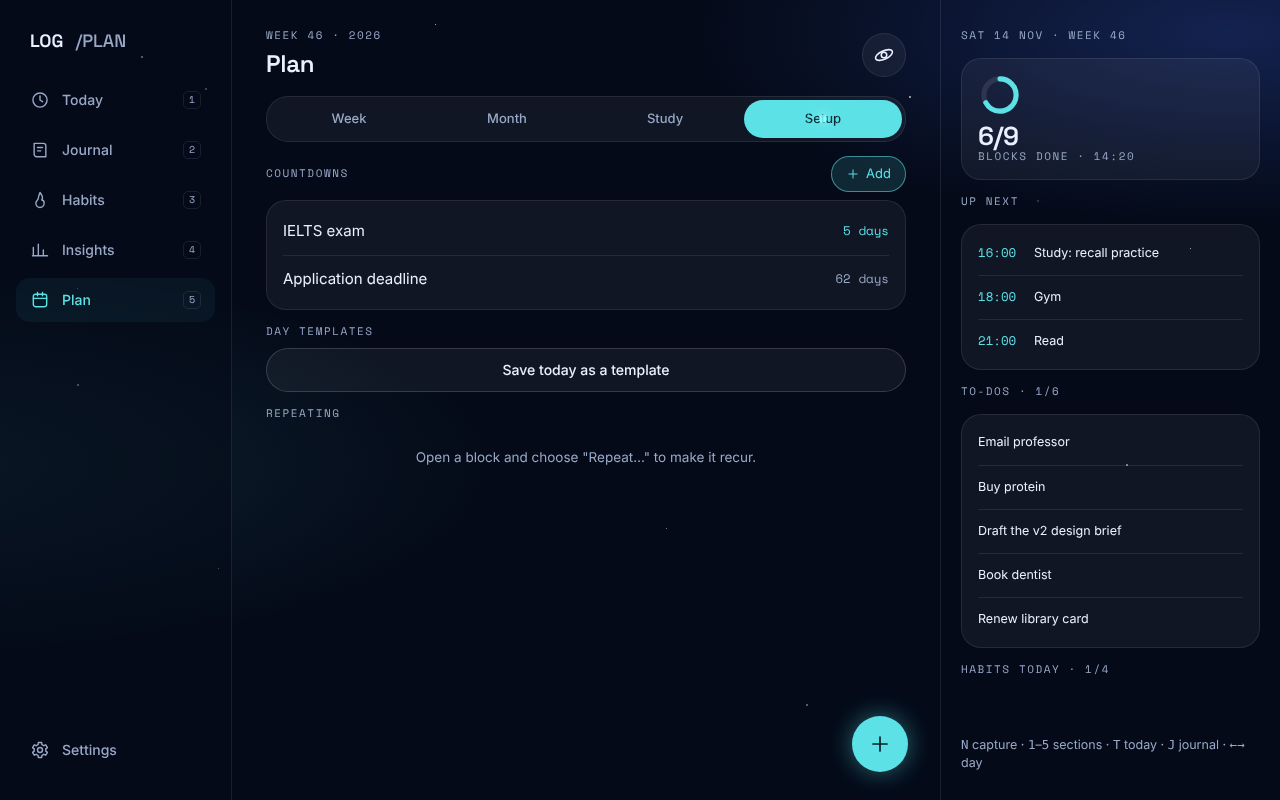 LOG /PLAN
Today 1
Journal 2
Habits 3
Insights 4
Plan 5
Settings
WEEK 46 · 2026
Plan
Week Month Study Setup
COUNTDOWNS
+ Add
IELTS exam 5 days
Application deadline 62 days
DAY TEMPLATES
Save today as a template
REPEATING
Open a block and choose "Repeat…" to make it recur.
SAT 14 NOV · WEEK 46
6/9
BLOCKS DONE · 14:20
UP NEXT
16:00 Study: recall practice
18:00 Gym
21:00 Read
TO-DOS · 1/6
Email professor
Buy protein
Draft the v2 design brief
Book dentist
Renew library card
HABITS TODAY · 1/4
N capture · 1–5 sections · T today · J journal · ←→
day